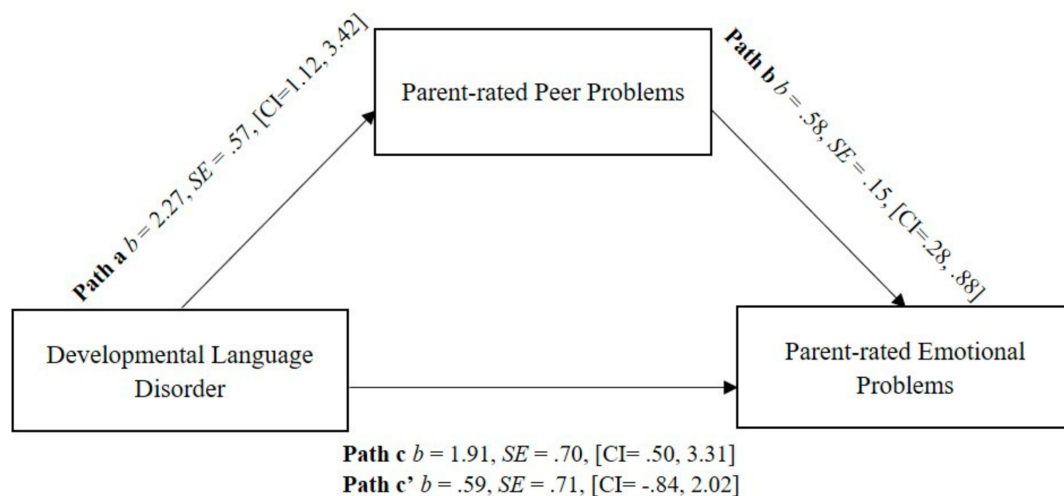 Path a b = 2.27, SE = .57, [CI=1.12, 3.42]
Parent-rated Peer Problems
Path b b = .58, SE = .15, [CI=.28, .88]
Developmental Language
Disorder
Parent-rated Emotional
Problems
Path c b = 1.91, SE = .70, [CI= .50, 3.31]
Path c’ b = .59, SE = .71, [CI= -.84, 2.02]